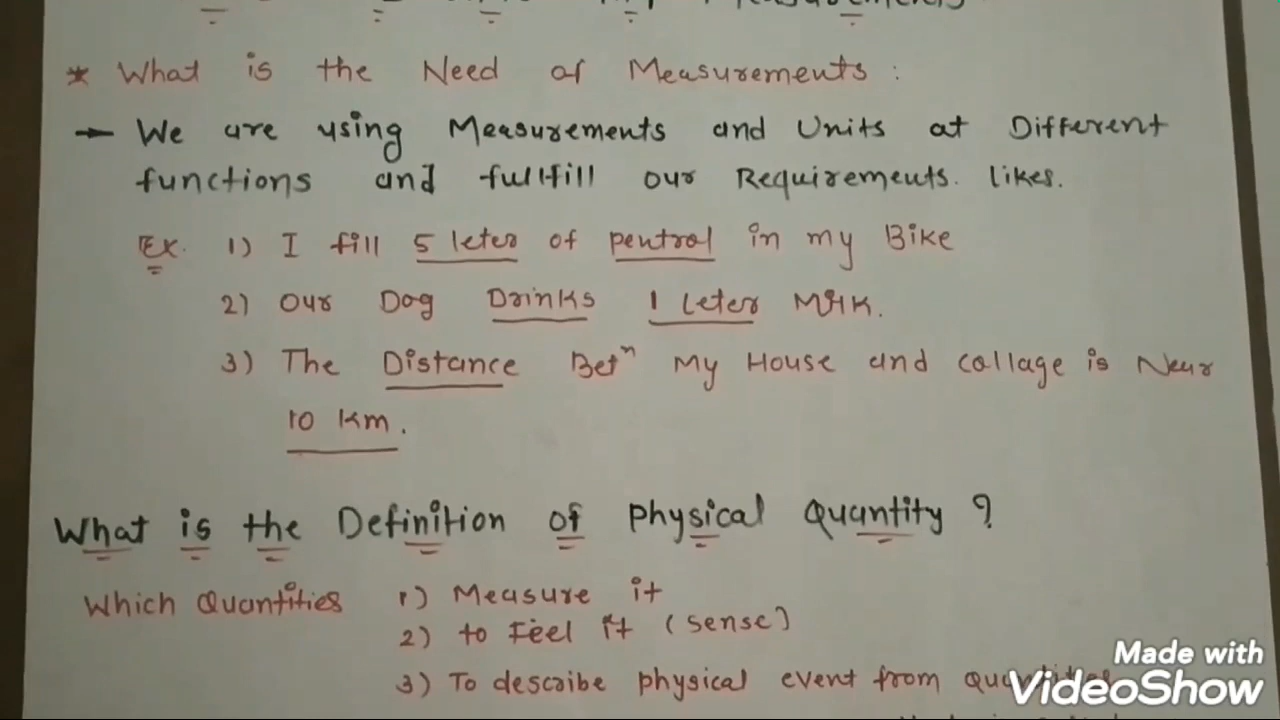 * What is the Need of Measurements :
→ We are using Measurements and Units at Different
functions and fullfill our Requirements. likes.
Ex. 1) I fill 5 leter of pentrol in my Bike
2) Our Dog Drinks 1 Leter Milk.
3) The Distance Betⁿ My House and collage is Near
10 km.
What is the Definition of Physical Quantity ?
Which Quantities 1) Measure it
2) to Feel it (sense)
3) To describe physical event from
Made with
VideoShow